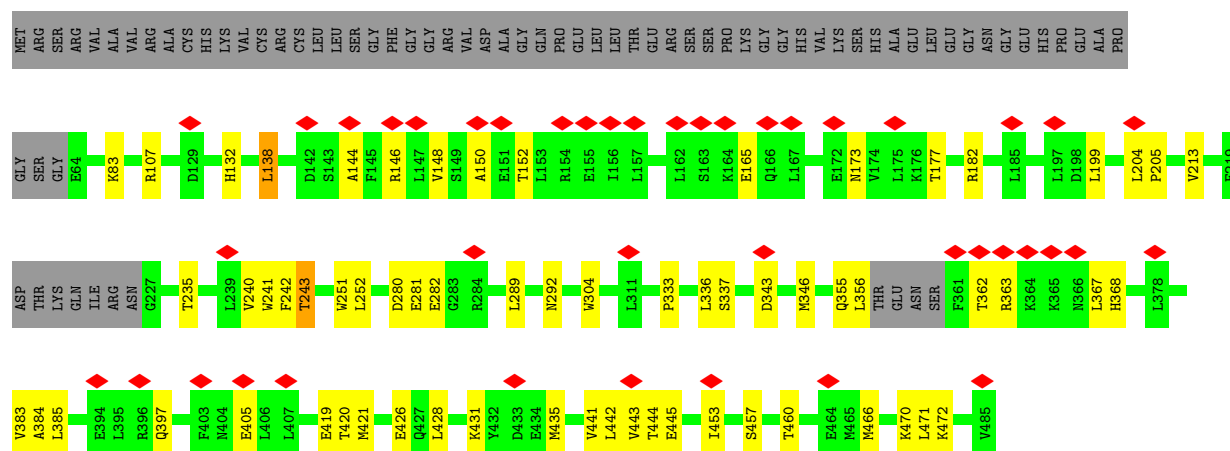 MET ARG SER ARG VAL ALA VAL ARG ALA CYS HIS LYS VAL CYS ARG CYS LEU LEU SER GLY PHE GLY GLY ARG VAL ASP ALA GLY GLN PRO GLU LEU LEU THR GLU ARG SER SER PRO LYS GLY GLY HIS VAL LYS SER HIS ALA GLU LEU GLU GLY ASN GLY GLU HIS PRO GLU ALA PRO
GLY SER GLY E64 K83 R107 D129 H132 L138 D142 S143 A144 F145 R146 L147 V148 S149 A150 E151 T152 L153 R154 E155 I156 L157 L162 S163 K164 E165 Q166 L167 E172 N173 V174 L175 K176 T177 R182 L185 L197 D198 L199 L204 P205 V213
ASP THR LYS GLN ILE ARG ASN G227 T235 L239 V240 W241 F242 T243 W251 L252 D280 E281 E282 G283 R284 L289 N292 W304 L311 P333 L336 S337 D343 M346 Q355 L356 THR GLU ASN SER F361 T362 R363 K364 K365 N366 L367 H368 L378
V383 A384 L385 E394 L395 R396 Q397 F403 N404 E405 L406 L407 E419 T420 M421 E426 Q427 L428 K431 Y432 D433 E434 M435 V441 L442 V443 T444 E445 I453 S457 T460 E464 M465 M466 K470 L471 K472 V485